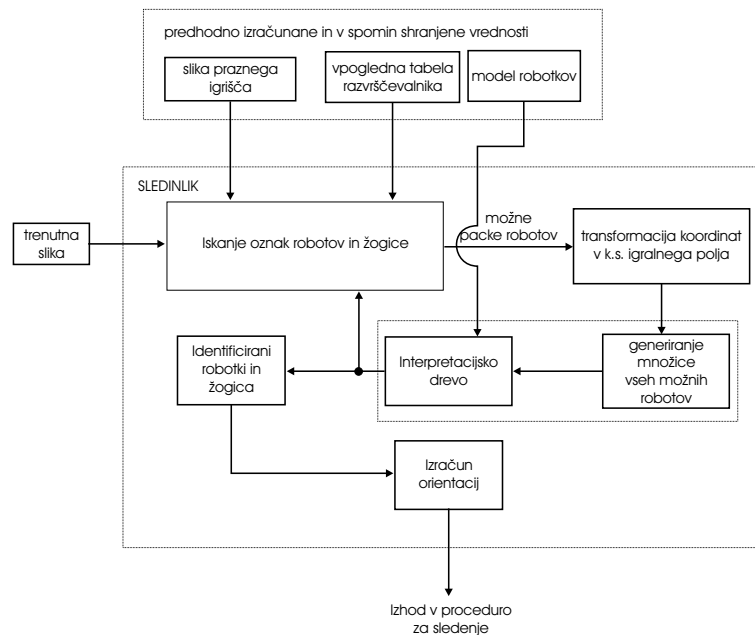 predhodno izračunane in v spomin shranjene vrednosti
slika praznega
igrišča
vpogledna tabela
razvrščevalnika
model robotkov
SLEDINLIK
trenutna
slika
Iskanje oznak robotov in žogice
možne
packe robotov
transformacija koordinat
v k.s. igralnega polja
Identificirani
robotki in
žogica
Interpretacijsko
drevo
generiranje
množice
vseh možnih
robotov
Izračun
orientacij
Izhod v proceduro
za sledenje